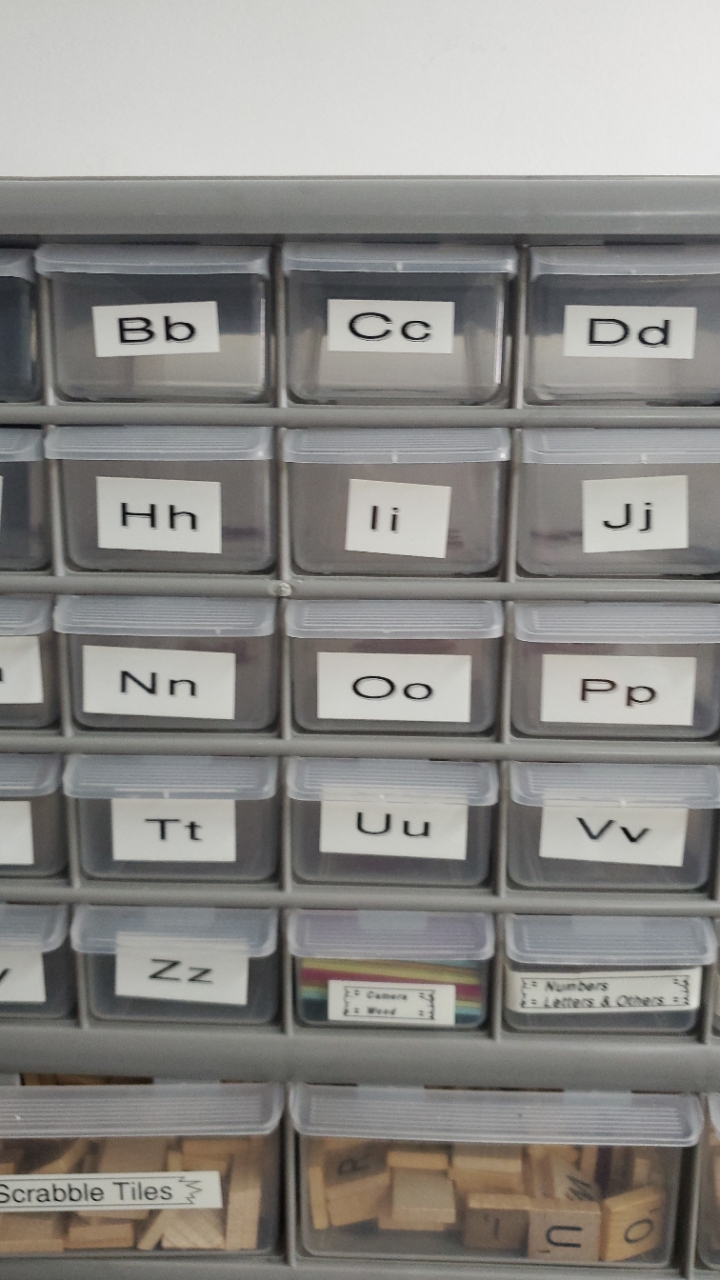 Bb
Cc
Dd
Hh
Ii
Jj
Nn
Oo
Pp
Tt
Uu
Vv
y
Zz
Camera
Wood
Numbers
Letters & Others
Scrabble Tiles
R
U
O